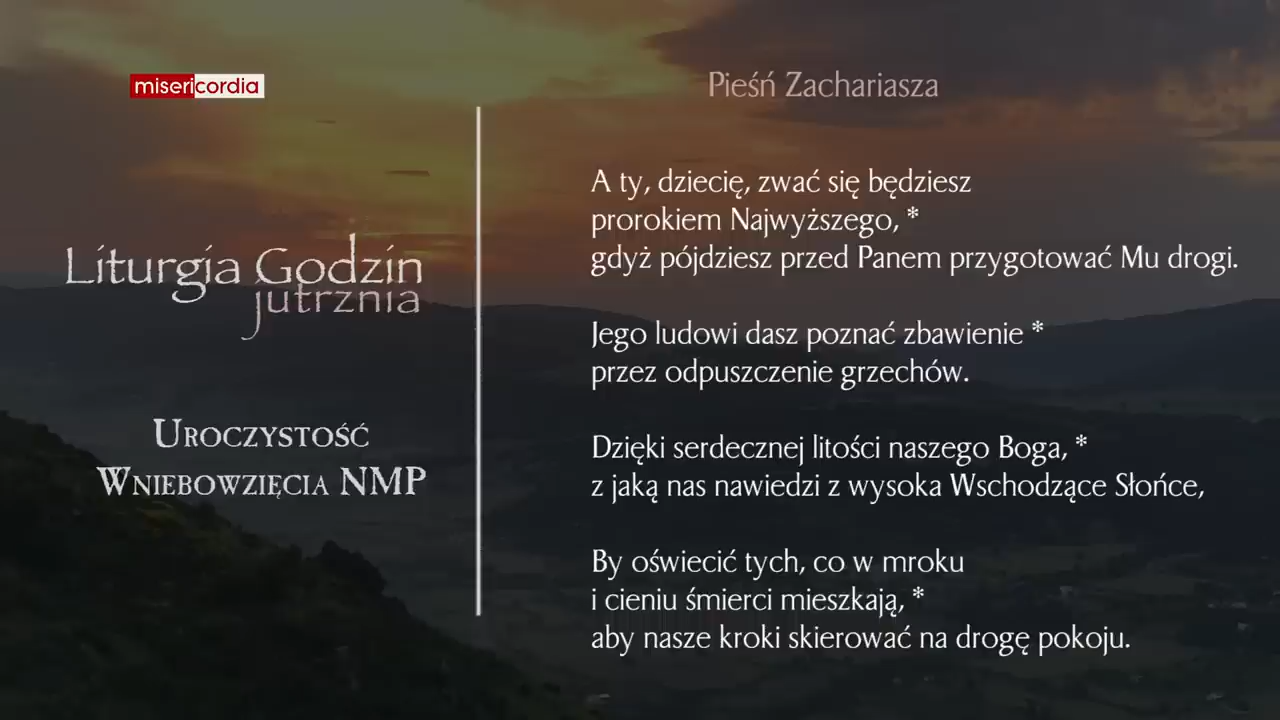 misericordia
Liturgia Godzin
jutrznia
Uroczystość
Wniebowzięcia NMP
Pieśń Zachariasza
A ty, dziecię, zwać się będziesz
prorokiem Najwyższego, *
gdyż pójdziesz przed Panem przygotować Mu drogi.
Jego ludowi dasz poznać zbawienie *
przez odpuszczenie grzechów.
Dzięki serdecznej litości naszego Boga, *
z jaką nas nawiedzi z wysoka Wschodzące Słońce,
By oświecić tych, co w mroku
i cieniu śmierci mieszkają, *
aby nasze kroki skierować na drogę pokoju.